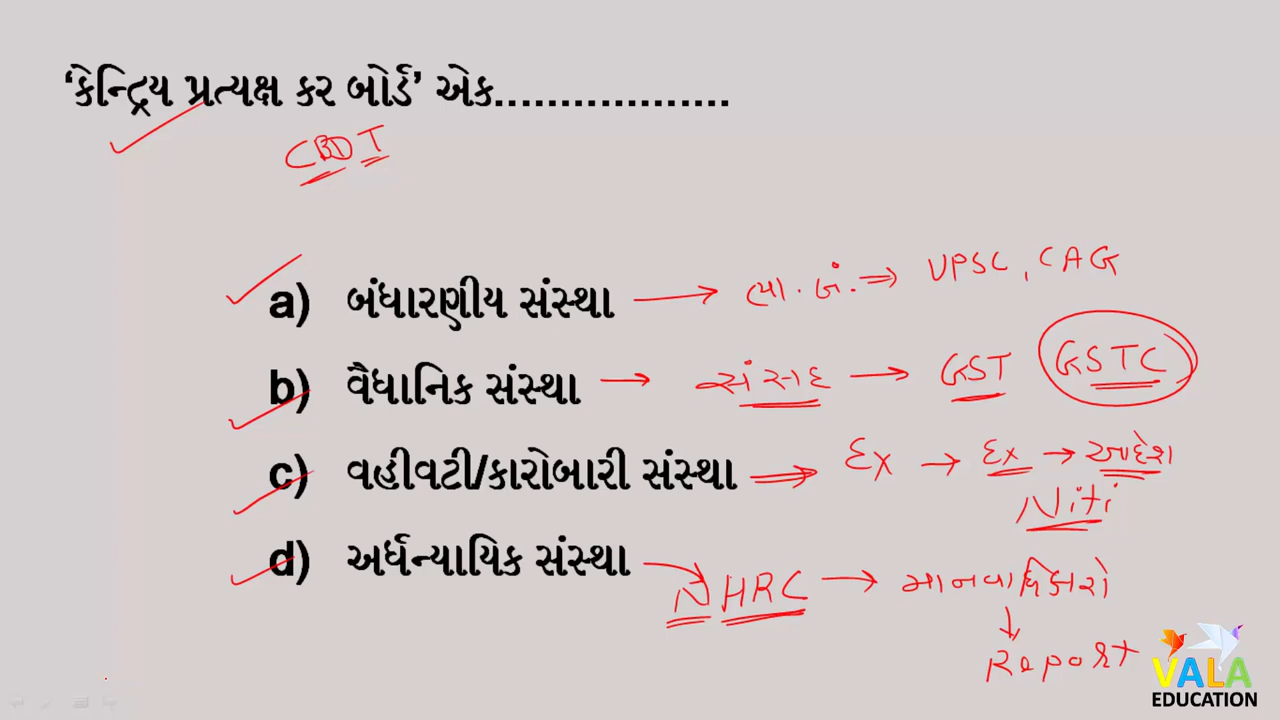 ‘કેન્દ્રિય પ્રત્યક્ષ કર બોર્ડ’ એક..................
CBDT
a) બંધારણીય સંસ્થા → ભા. બં. ⇒ UPSC, CAG
b) વૈધાનિક સંસ્થા → સંસદ → GST GSTC
c) વહીવટી/કારોબારી સંસ્થા ⇒ Ex → Ex → આદેશ
Niti
d) અર્ધન્યાયિક સંસ્થા → NHRC → માનવાધિકારો
↓
Report
VALA
EDUCATION